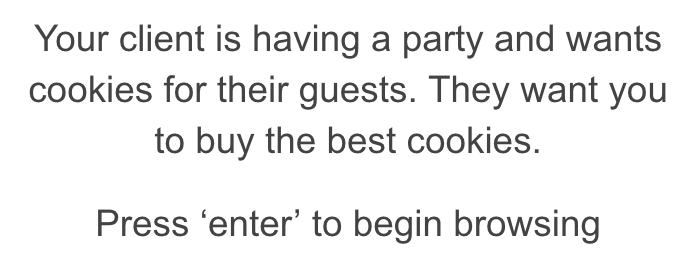 Your client is having a party and wants
cookies for their guests. They want you
to buy the best cookies.
Press ‘enter’ to begin browsing